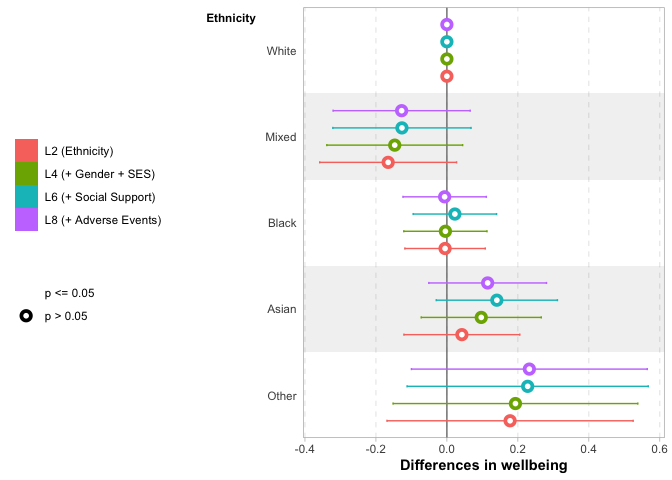 Ethnicity
White
Mixed
Black
Asian
Other
L2 (Ethnicity)
L4 (+ Gender + SES)
L6 (+ Social Support)
L8 (+ Adverse Events)
p <= 0.05
p > 0.05
-0.4 -0.2 0.0 0.2 0.4 0.6
Differences in wellbeing